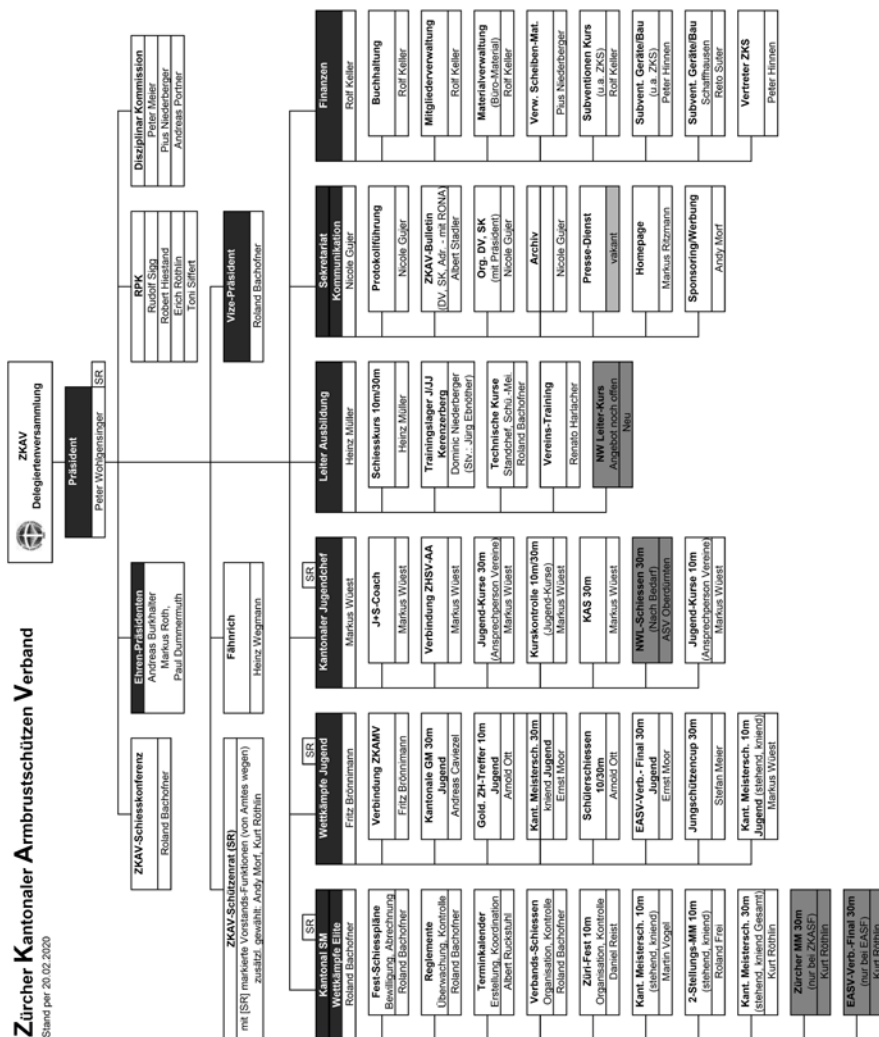 Zürcher Kantonaler Armbrustschützen Verband
Stand per 20.02.2020
ZKAV
Delegiertenversammlung
Präsident
Peter Wohlgensinger
SR
ZKAV-Schiesskonferenz
Roland Bachofner
Ehren-Präsidenten
Andreas Burkhalter
Markus Roth,
Paul Dummermuth
RPK
Rudolf Sigg
Robert Hiestand
Erich Röthlin
Toni Siffert
Disziplinar Kommission
Peter Meier
Pius Niederberger
Andreas Portner
ZKAV-Schützenrat (SR)
mit [SR] markierte Vorstands-Funktionen (von Amtes wegen)
zusätzl. gewählt: Andy Morf, Kurt Röthlin
Fähnrich
Heinz Wegmann
Vize-Präsident
Roland Bachofner
SR
Kantonal SM
Wettkämpfe Elite
Roland Bachofner
Fest-Schiesspläne
Bewilligung, Abrechnung
Roland Bachofner
Reglemente
Überwachung, Kontrolle
Roland Bachofner
Terminkalender
Erstellung, Koordination
Albert Ruckstuhl
Verbands-Schiessen
Organisation, Kontrolle
Roland Bachofner
Züri-Fest 10m
Organisation, Kontrolle
Daniel Reist
Kant. Meistersch. 10m
(stehend, kniend)
Martin Vogel
2-Stellungs-MM 10m
(stehend, kniend)
Roland Frei
Kant. Meistersch. 30m
(stehend, kniend Gesamt)
Kurt Röthlin
Zürcher MM 30m
(nur bei ZKASF)
Kurt Röthlin
EASV-Verb.-Final 30m
(nur bei EASF)
Kurt Röthlin
SR
Wettkämpfe Jugend
Fritz Brönnimann
Verbindung ZKAMV
Fritz Brönnimann
Kantonale GM 30m
Jugend
Andreas Caviezel
Gold. ZH-Treffer 10m
Jugend
Arnold Ott
Kant. Meistersch. 30m
kniend Jugend
Ernst Moor
Schülerschiessen
10/30m
Arnold Ott
EASV-Verb.- Final 30m
Jugend
Ernst Moor
Jungschützencup 30m
Stefan Meier
Kant. Meistersch. 10m
Jugend (stehend, kniend)
Markus Wüest
SR
Kantonaler Jugendchef
Markus Wüest
J+S-Coach
Markus Wüest
Verbindung ZHSV-AA
Markus Wüest
Jugend-Kurse 30m
(Ansprechperson Vereine)
Markus Wüest
Kurskontrolle 10m/30m
(Jugend-Kurse)
Markus Wüest
KAS 30m
Markus Wüest
NWL-Schiessen 30m
(Nach Bedarf)
ASV Oberdürnten
Jugend-Kurse 10m
(Ansprechperson Vereine)
Markus Wüest
Leiter Ausbildung
Heinz Müller
Schiesskurs 10m/30m
Heinz Müller
Trainingslager J/JJ
Kerenzerberg
Dominic Niederberger
(Stv.: Jürg Ebnöther)
Technische Kurse
Standchef, Schü.-Mei.
Roland Bachofner
Vereins-Training
Renato Harlacher
NW Leiter-Kurs
Angebot noch offen
Neu
Sekretariat
Kommunikation
Nicole Gujer
Protokollführung
Nicole Gujer
ZKAV-Bulletin
(DV, SK, Adr. - mit RONA)
Albert Stadler
Org. DV, SK
(mit Präsident)
Nicole Gujer
Archiv
Nicole Gujer
Presse-Dienst
vakant
Homepage
Markus Ritzmann
Sponsoring/Werbung
Andy Morf
Finanzen
Rolf Keller
Buchhaltung
Rolf Keller
Mitgliederverwaltung
Rolf Keller
Materialverwaltung
(Büro-Material)
Rolf Keller
Verw. Scheiben-Mat.
Pius Niederberger
Subventionen Kurs
(u.a. ZKS)
Rolf Keller
Subvent. Geräte/Bau
(u.a. ZKS)
Peter Hinnen
Subvent. Geräte/Bau
Schaffhausen
Reto Suter
Vertreter ZKS
Peter Hinnen